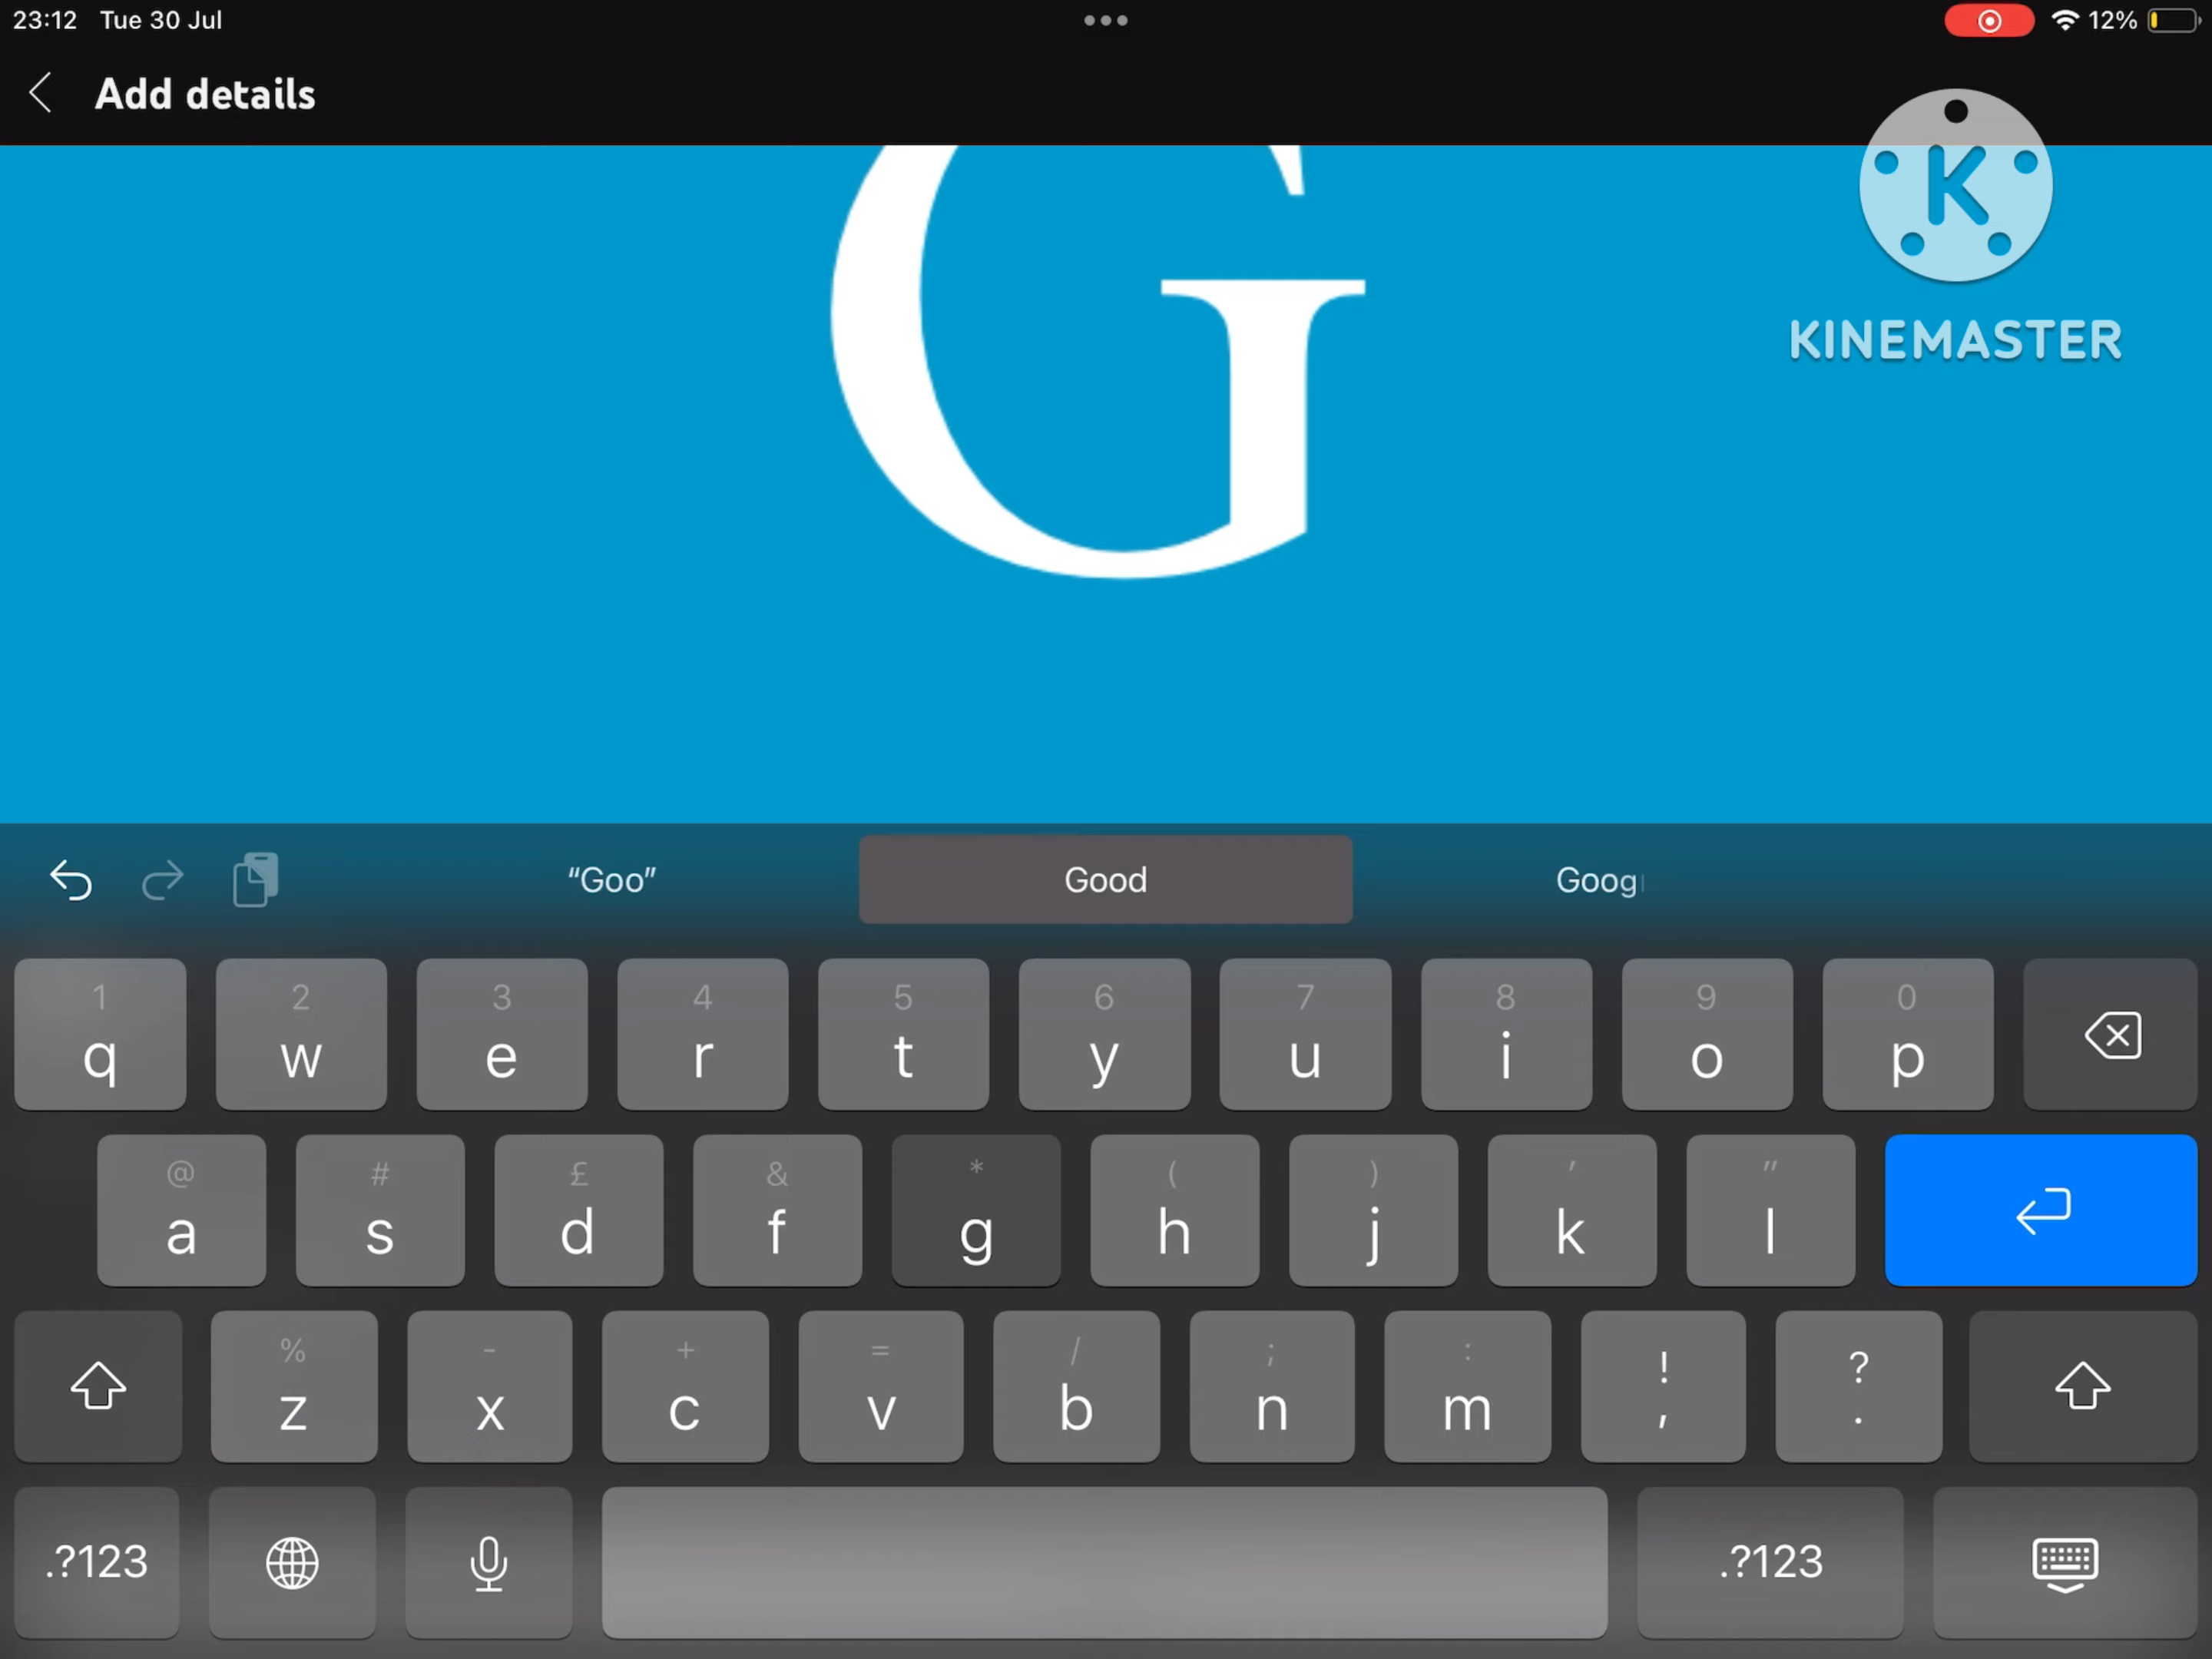 23:12 Tue 30 Jul 12%
Add details
K
KINEMASTER
G
“Goo” Good Goog
1 2 3 4 5 6 7 8 9 0
q w e r t y u i o p
@ # £ & * ( ) ' "
a s d f g h j k l
% - + = / ; : ! ?
z x c v b n m , .
.?123 .?123